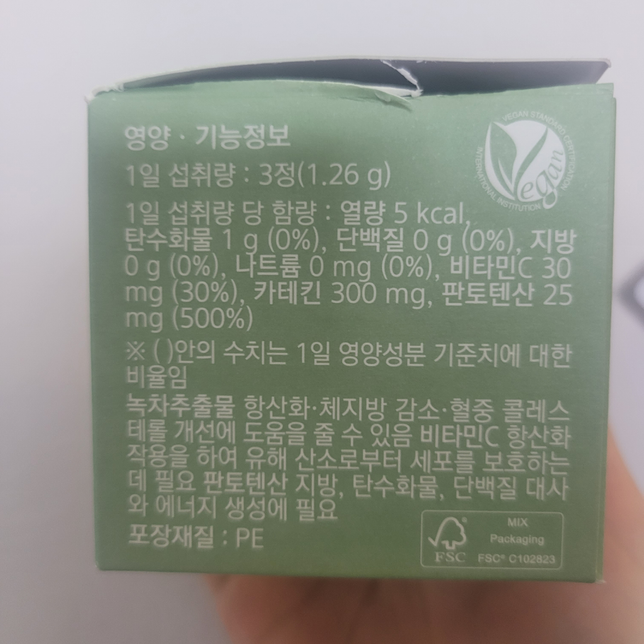 영양 · 기능정보
1일 섭취량 : 3정(1.26 g)
1일 섭취량 당 함량 : 열량 5 kcal,
탄수화물 1 g (0%), 단백질 0 g (0%), 지방
0 g (0%), 나트륨 0 mg (0%), 비타민C 30
mg (30%), 카테킨 300 mg, 판토텐산 25
mg (500%)
※ ( )안의 수치는 1일 영양성분 기준치에 대한
비율임
녹차추출물 항산화·체지방 감소·혈중 콜레스
테롤 개선에 도움을 줄 수 있음 비타민C 항산화
작용을 하여 유해 산소로부터 세포를 보호하는
데 필요 판토텐산 지방, 탄수화물, 단백질 대사
와 에너지 생성에 필요
포장재질 : PE
VEGAN STANDARD CERTIFICATION
INTERNATIONAL INSTITUTION
Vegan
FSC
MIX
Packaging
FSC® C102823